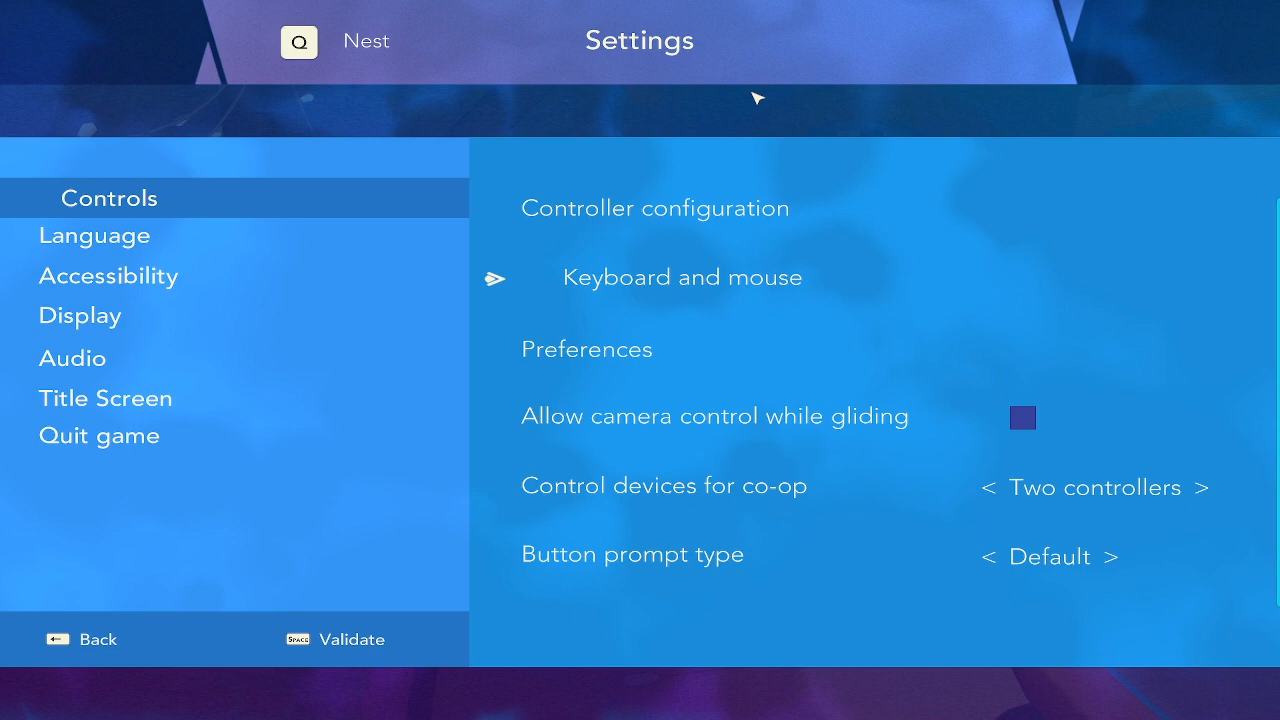 Q Nest Settings
Controls
Language
Accessibility
Display
Audio
Title Screen
Quit game
Controller configuration
Keyboard and mouse
Preferences
Allow camera control while gliding
Control devices for co-op < Two controllers >
Button prompt type < Default >
← Back SPACE Validate